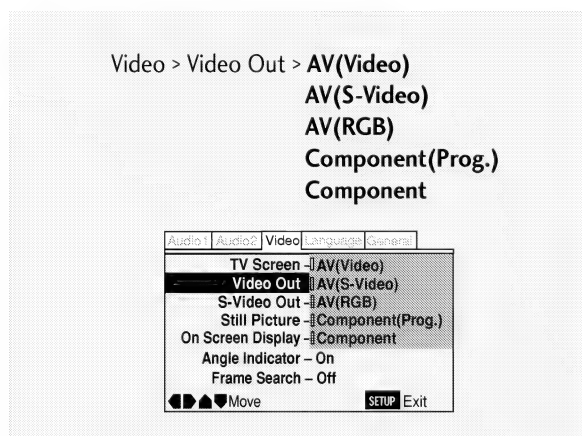 Video > Video Out > AV(Video)
AV(S-Video)
AV(RGB)
Component(Prog.)
Component
Audio1 Audio2 Video Language General
TV Screen – AV(Video)
Video Out AV(S-Video)
S-Video Out – AV(RGB)
Still Picture – Component(Prog.)
On Screen Display – Component
Angle Indicator – On
Frame Search – Off
Move SETUP Exit